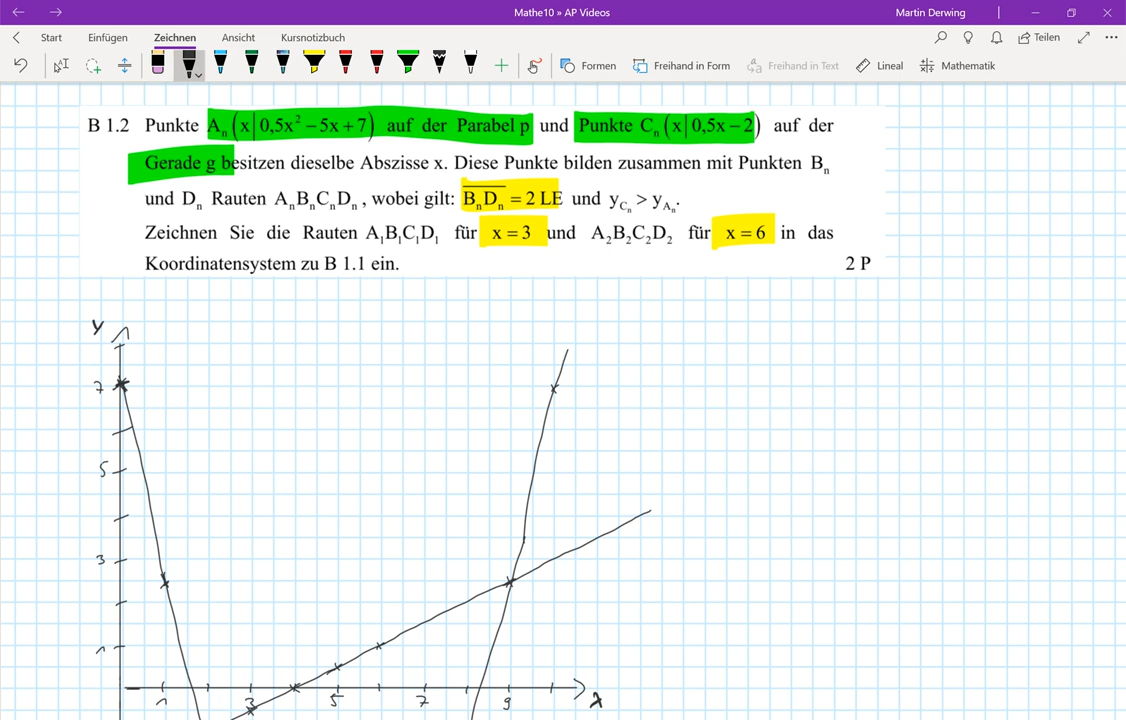 Mathe10 » AP Videos
Martin Derwing
Start Einfügen Zeichnen Ansicht Kursnotizbuch
Teilen
Formen Freihand in Form Freihand in Text Lineal Mathematik
B 1.2 Punkte Aₙ(x|0,5x² − 5x + 7) auf der Parabel p und Punkte Cₙ(x|0,5x − 2) auf der
Gerade g besitzen dieselbe Abszisse x. Diese Punkte bilden zusammen mit Punkten Bₙ
und Dₙ Rauten AₙBₙCₙDₙ, wobei gilt: B̅ₙD̅ₙ = 2 LE und y_Cₙ > y_Aₙ.
Zeichnen Sie die Rauten A₁B₁C₁D₁ für x = 3 und A₂B₂C₂D₂ für x = 6 in das
Koordinatensystem zu B 1.1 ein. 2 P
y
7
5
3
1
1 3 5 7 9 x